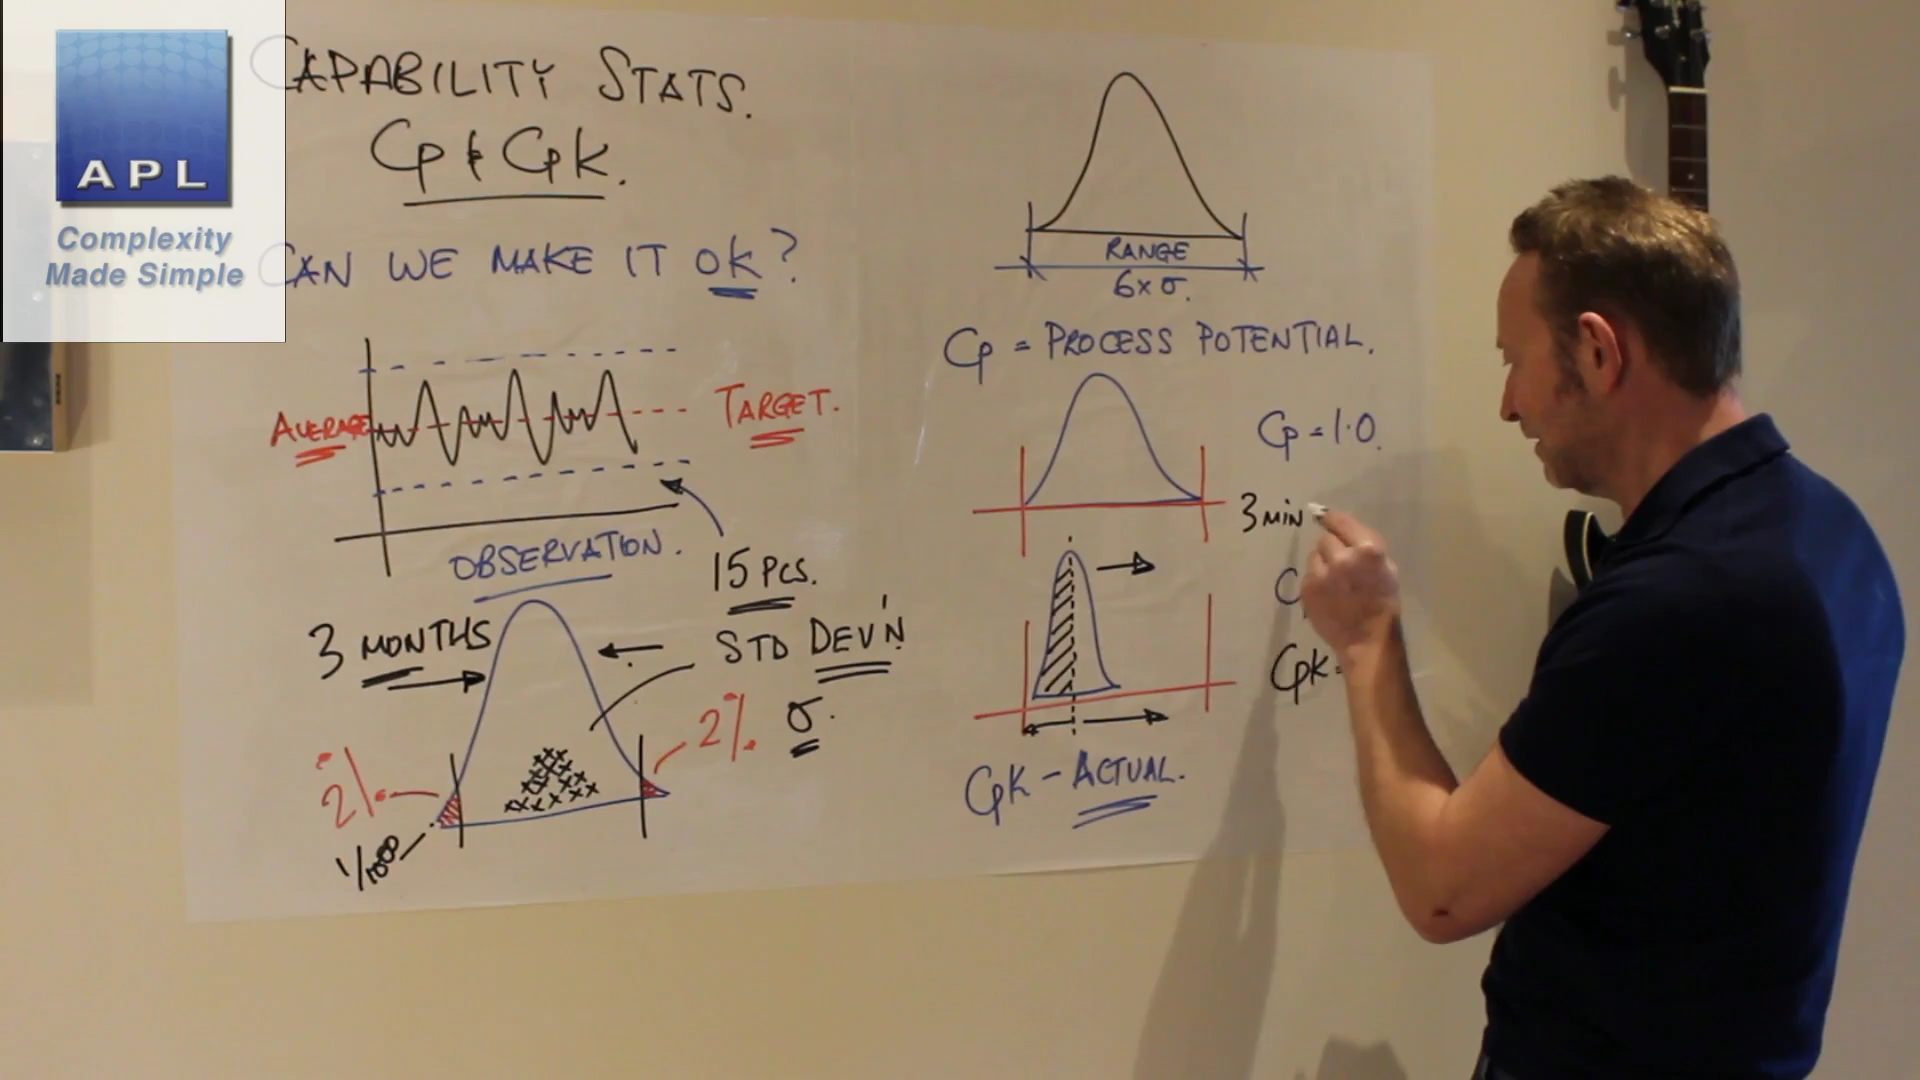 APL
Complexity
Made Simple
CAPABILITY STATS.
Cp & CpK.
CAN WE MAKE IT OK?
AVERAGE
TARGET.
OBSERVATION.
15 PCS.
3 MONTHS
STD DEV'N
σ.
2%
2%
1/1000
RANGE
6xσ.
Cp = PROCESS POTENTIAL.
Cp = 1.0.
3 MIN
CpK=
CpK - ACTUAL.